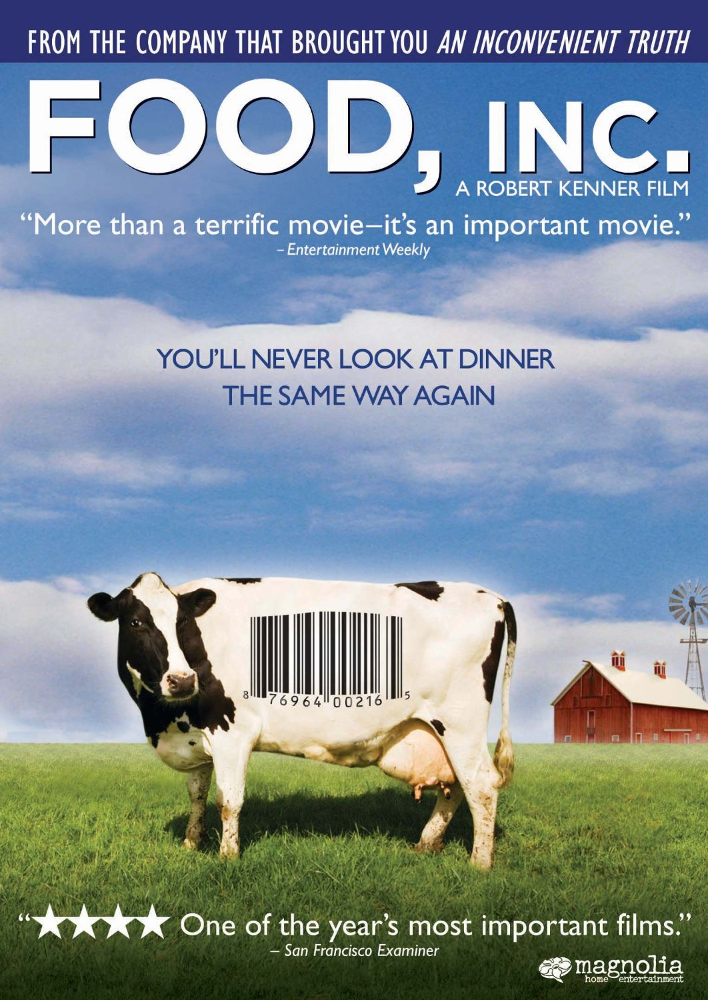 FROM THE COMPANY THAT BROUGHT YOU AN INCONVENIENT TRUTH
FOOD, INC.
A ROBERT KENNER FILM
“More than a terrific movie–it’s an important movie.”
– Entertainment Weekly
YOU’LL NEVER LOOK AT DINNER
THE SAME WAY AGAIN
8 76964 00216 5
“★★★★ One of the year’s most important films.”
– San Francisco Examiner
magnolia
home entertainment